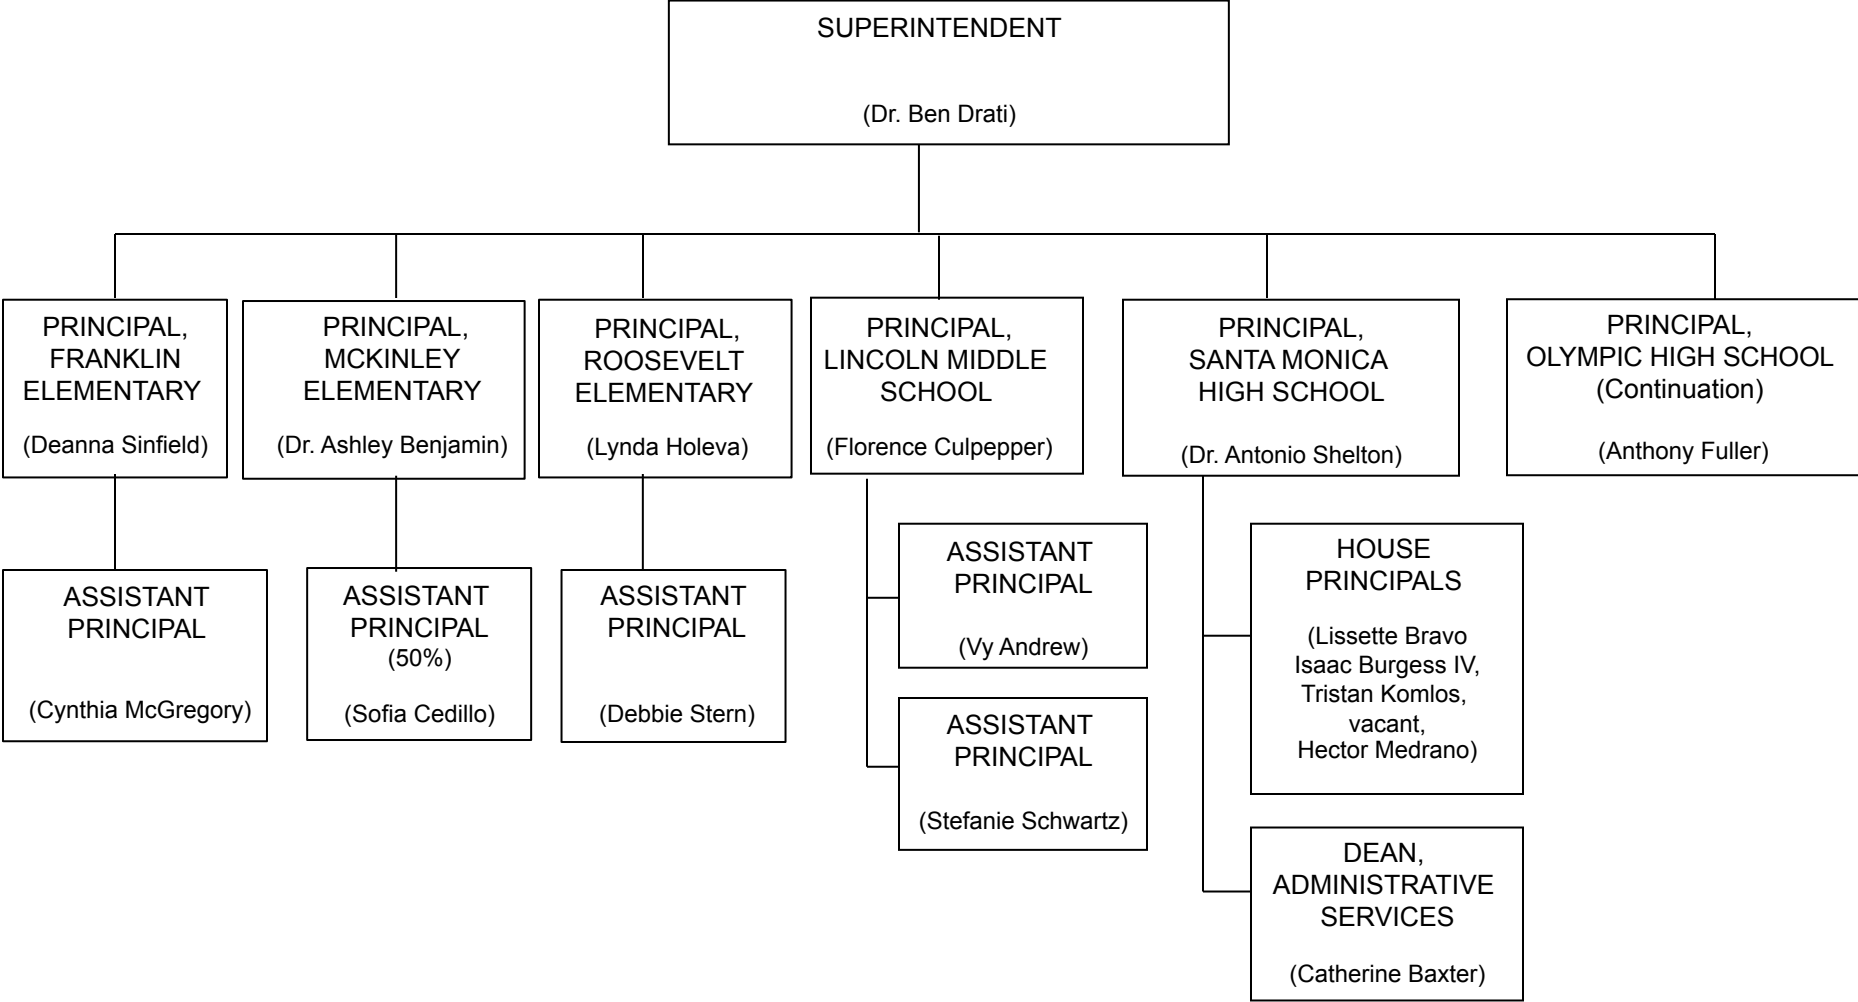 SUPERINTENDENT
(Dr. Ben Drati)
PRINCIPAL,
FRANKLIN
ELEMENTARY
(Deanna Sinfield)
PRINCIPAL,
MCKINLEY
ELEMENTARY
(Dr. Ashley Benjamin)
PRINCIPAL,
ROOSEVELT
ELEMENTARY
(Lynda Holeva)
PRINCIPAL,
LINCOLN MIDDLE
SCHOOL
(Florence Culpepper)
PRINCIPAL,
SANTA MONICA
HIGH SCHOOL
(Dr. Antonio Shelton)
PRINCIPAL,
OLYMPIC HIGH SCHOOL
(Continuation)
(Anthony Fuller)
ASSISTANT
PRINCIPAL
(Cynthia McGregory)
ASSISTANT
PRINCIPAL
(50%)
(Sofia Cedillo)
ASSISTANT
PRINCIPAL
(Debbie Stern)
ASSISTANT
PRINCIPAL
(Vy Andrew)
ASSISTANT
PRINCIPAL
(Stefanie Schwartz)
HOUSE
PRINCIPALS
(Lissette Bravo
Isaac Burgess IV,
Tristan Komlos,
vacant,
Hector Medrano)
DEAN,
ADMINISTRATIVE
SERVICES
(Catherine Baxter)